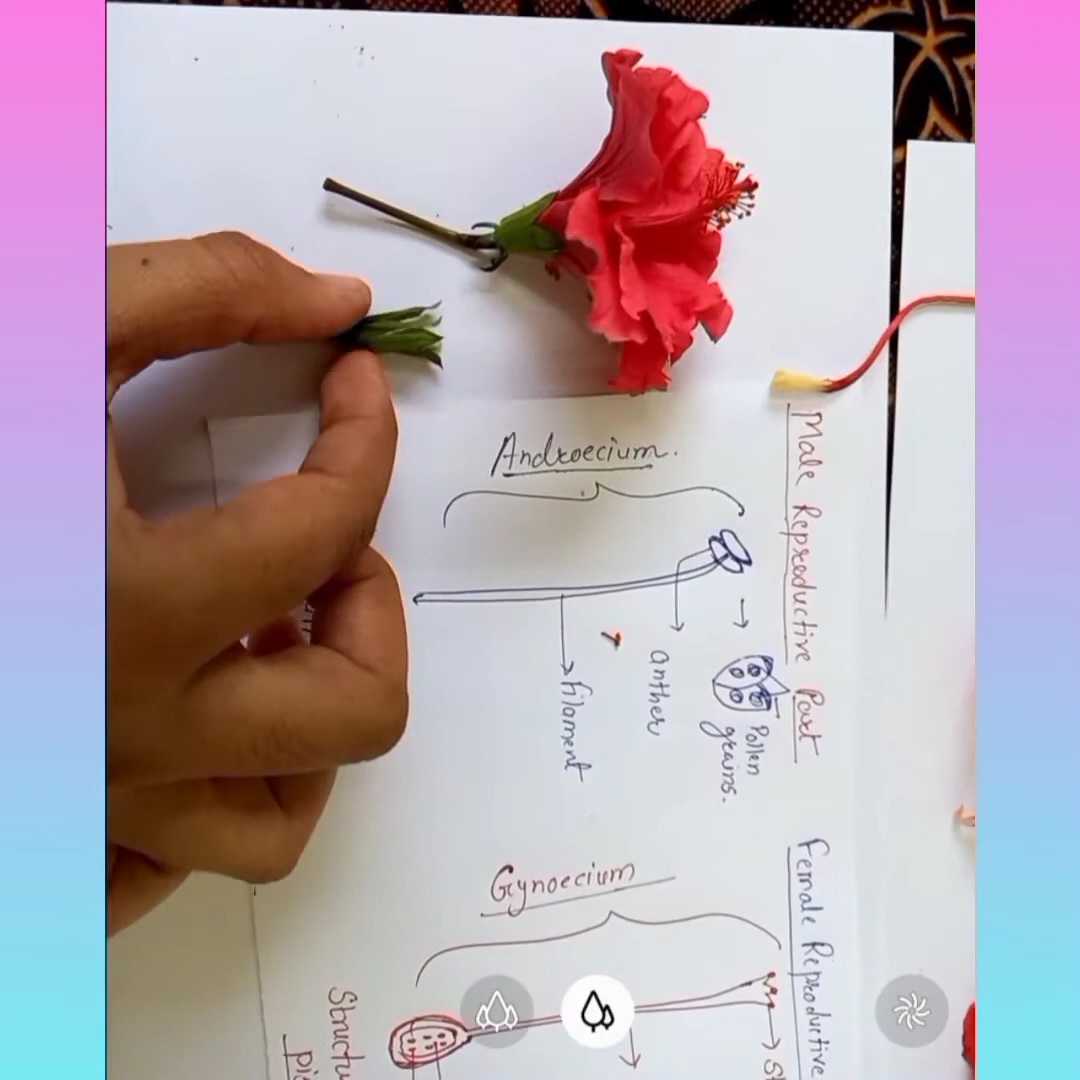 Male Reproductive Part
Androecium.
Pollen
grains.
anther
filament
Female Reproductive
Gynoecium